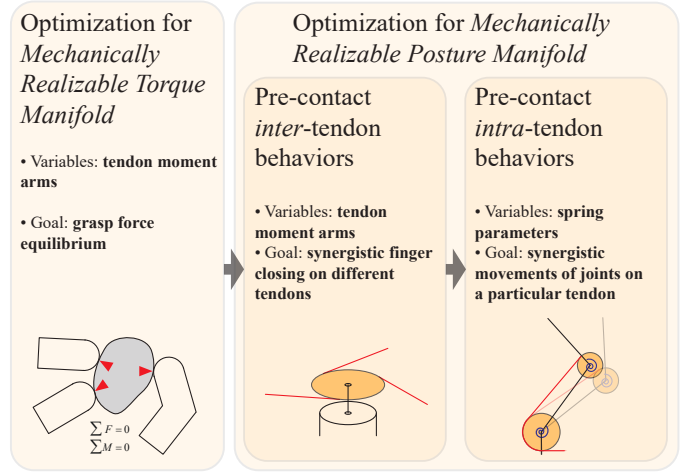 Optimization for
Mechanically
Realizable Torque
Manifold
• Variables: tendon moment
arms
• Goal: grasp force
equilibrium
∑F = 0
∑M = 0
Optimization for Mechanically
Realizable Posture Manifold
Pre-contact
inter-tendon
behaviors
• Variables: tendon
moment arms
• Goal: synergistic finger
closing on different
tendons
Pre-contact
intra-tendon
behaviors
• Variables: spring
parameters
• Goal: synergistic
movements of joints on
a particular tendon